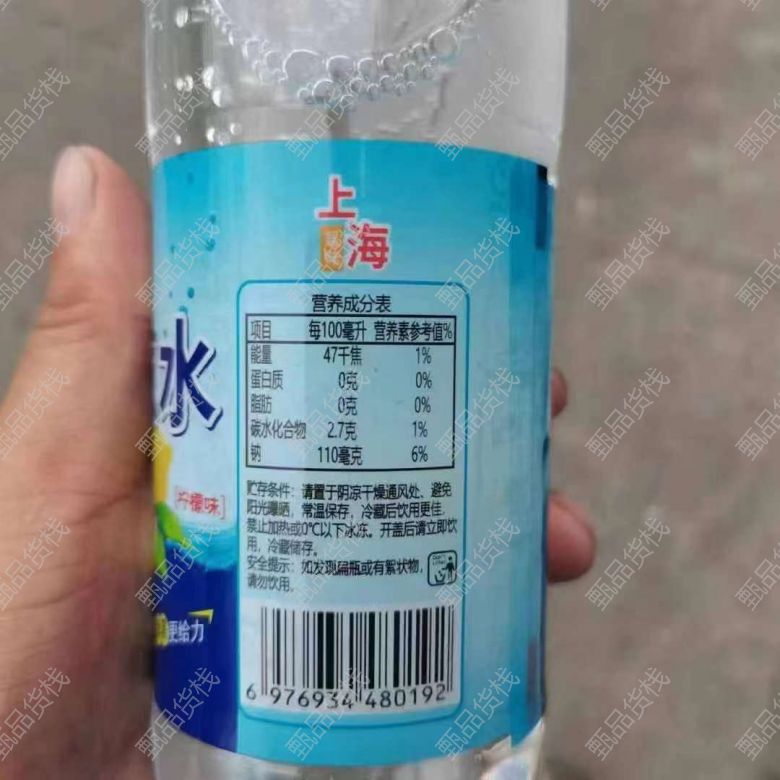 上海
风味
水
[柠檬味]
更给力
营养成分表
项目 每100毫升 营养素参考值%
能量 47千焦 1%
蛋白质 0克 0%
脂肪 0克 0%
碳水化合物 2.7克 1%
钠 110毫克 6%
贮存条件：请置于阴凉干燥通风处、避免
阳光曝晒，常温保存，冷藏后饮用更佳。
禁止加热或0℃以下冰冻。开盖后请立即饮
用，冷藏储存。
安全提示：如发现扁瓶或有絮状物，
请勿饮用。
6 976934 480192
甄品货栈